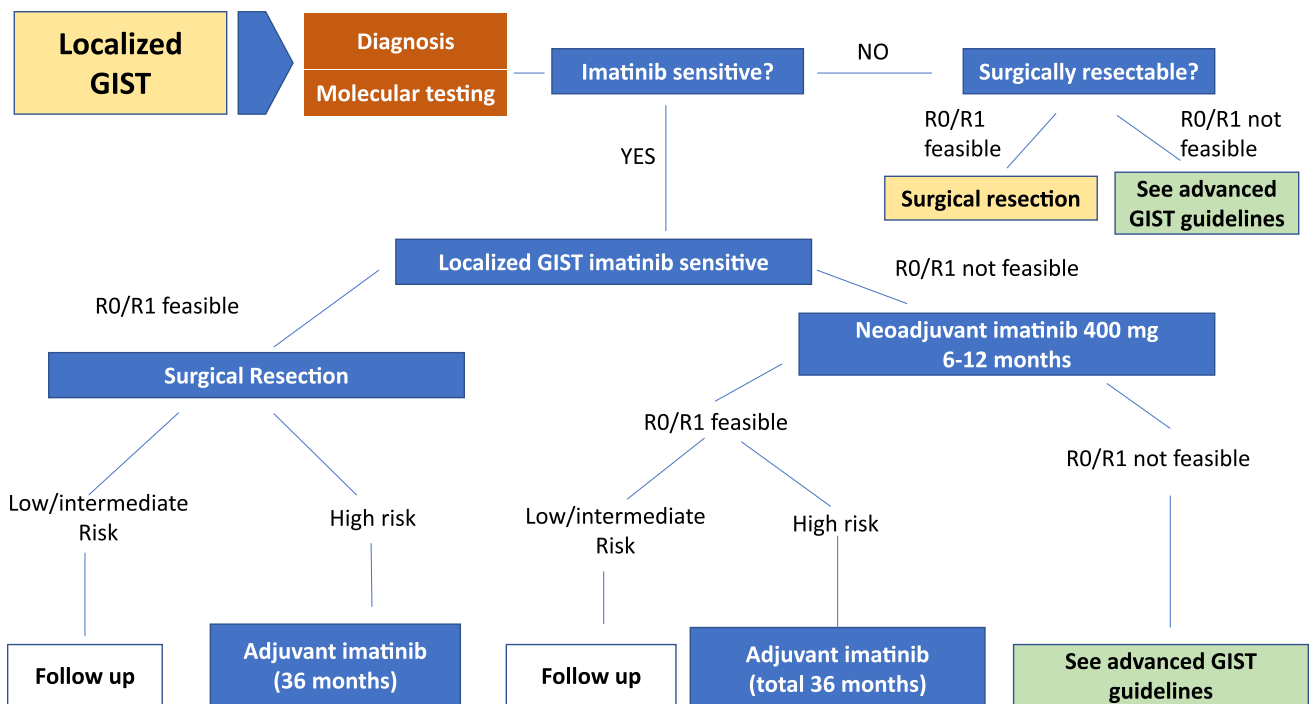 Localized
GIST
Diagnosis
Molecular testing
Imatinib sensitive?
NO
Surgically resectable?
R0/R1
feasible
R0/R1 not
feasible
YES
Surgical resection
See advanced
GIST guidelines
Localized GIST imatinib sensitive
R0/R1 feasible
R0/R1 not feasible
Surgical Resection
Neoadjuvant imatinib 400 mg
6-12 months
R0/R1 feasible
R0/R1 not feasible
Low/intermediate
Risk
High risk
Low/intermediate
Risk
High risk
Follow up
Adjuvant imatinib
(36 months)
Follow up
Adjuvant imatinib
(total 36 months)
See advanced GIST
guidelines